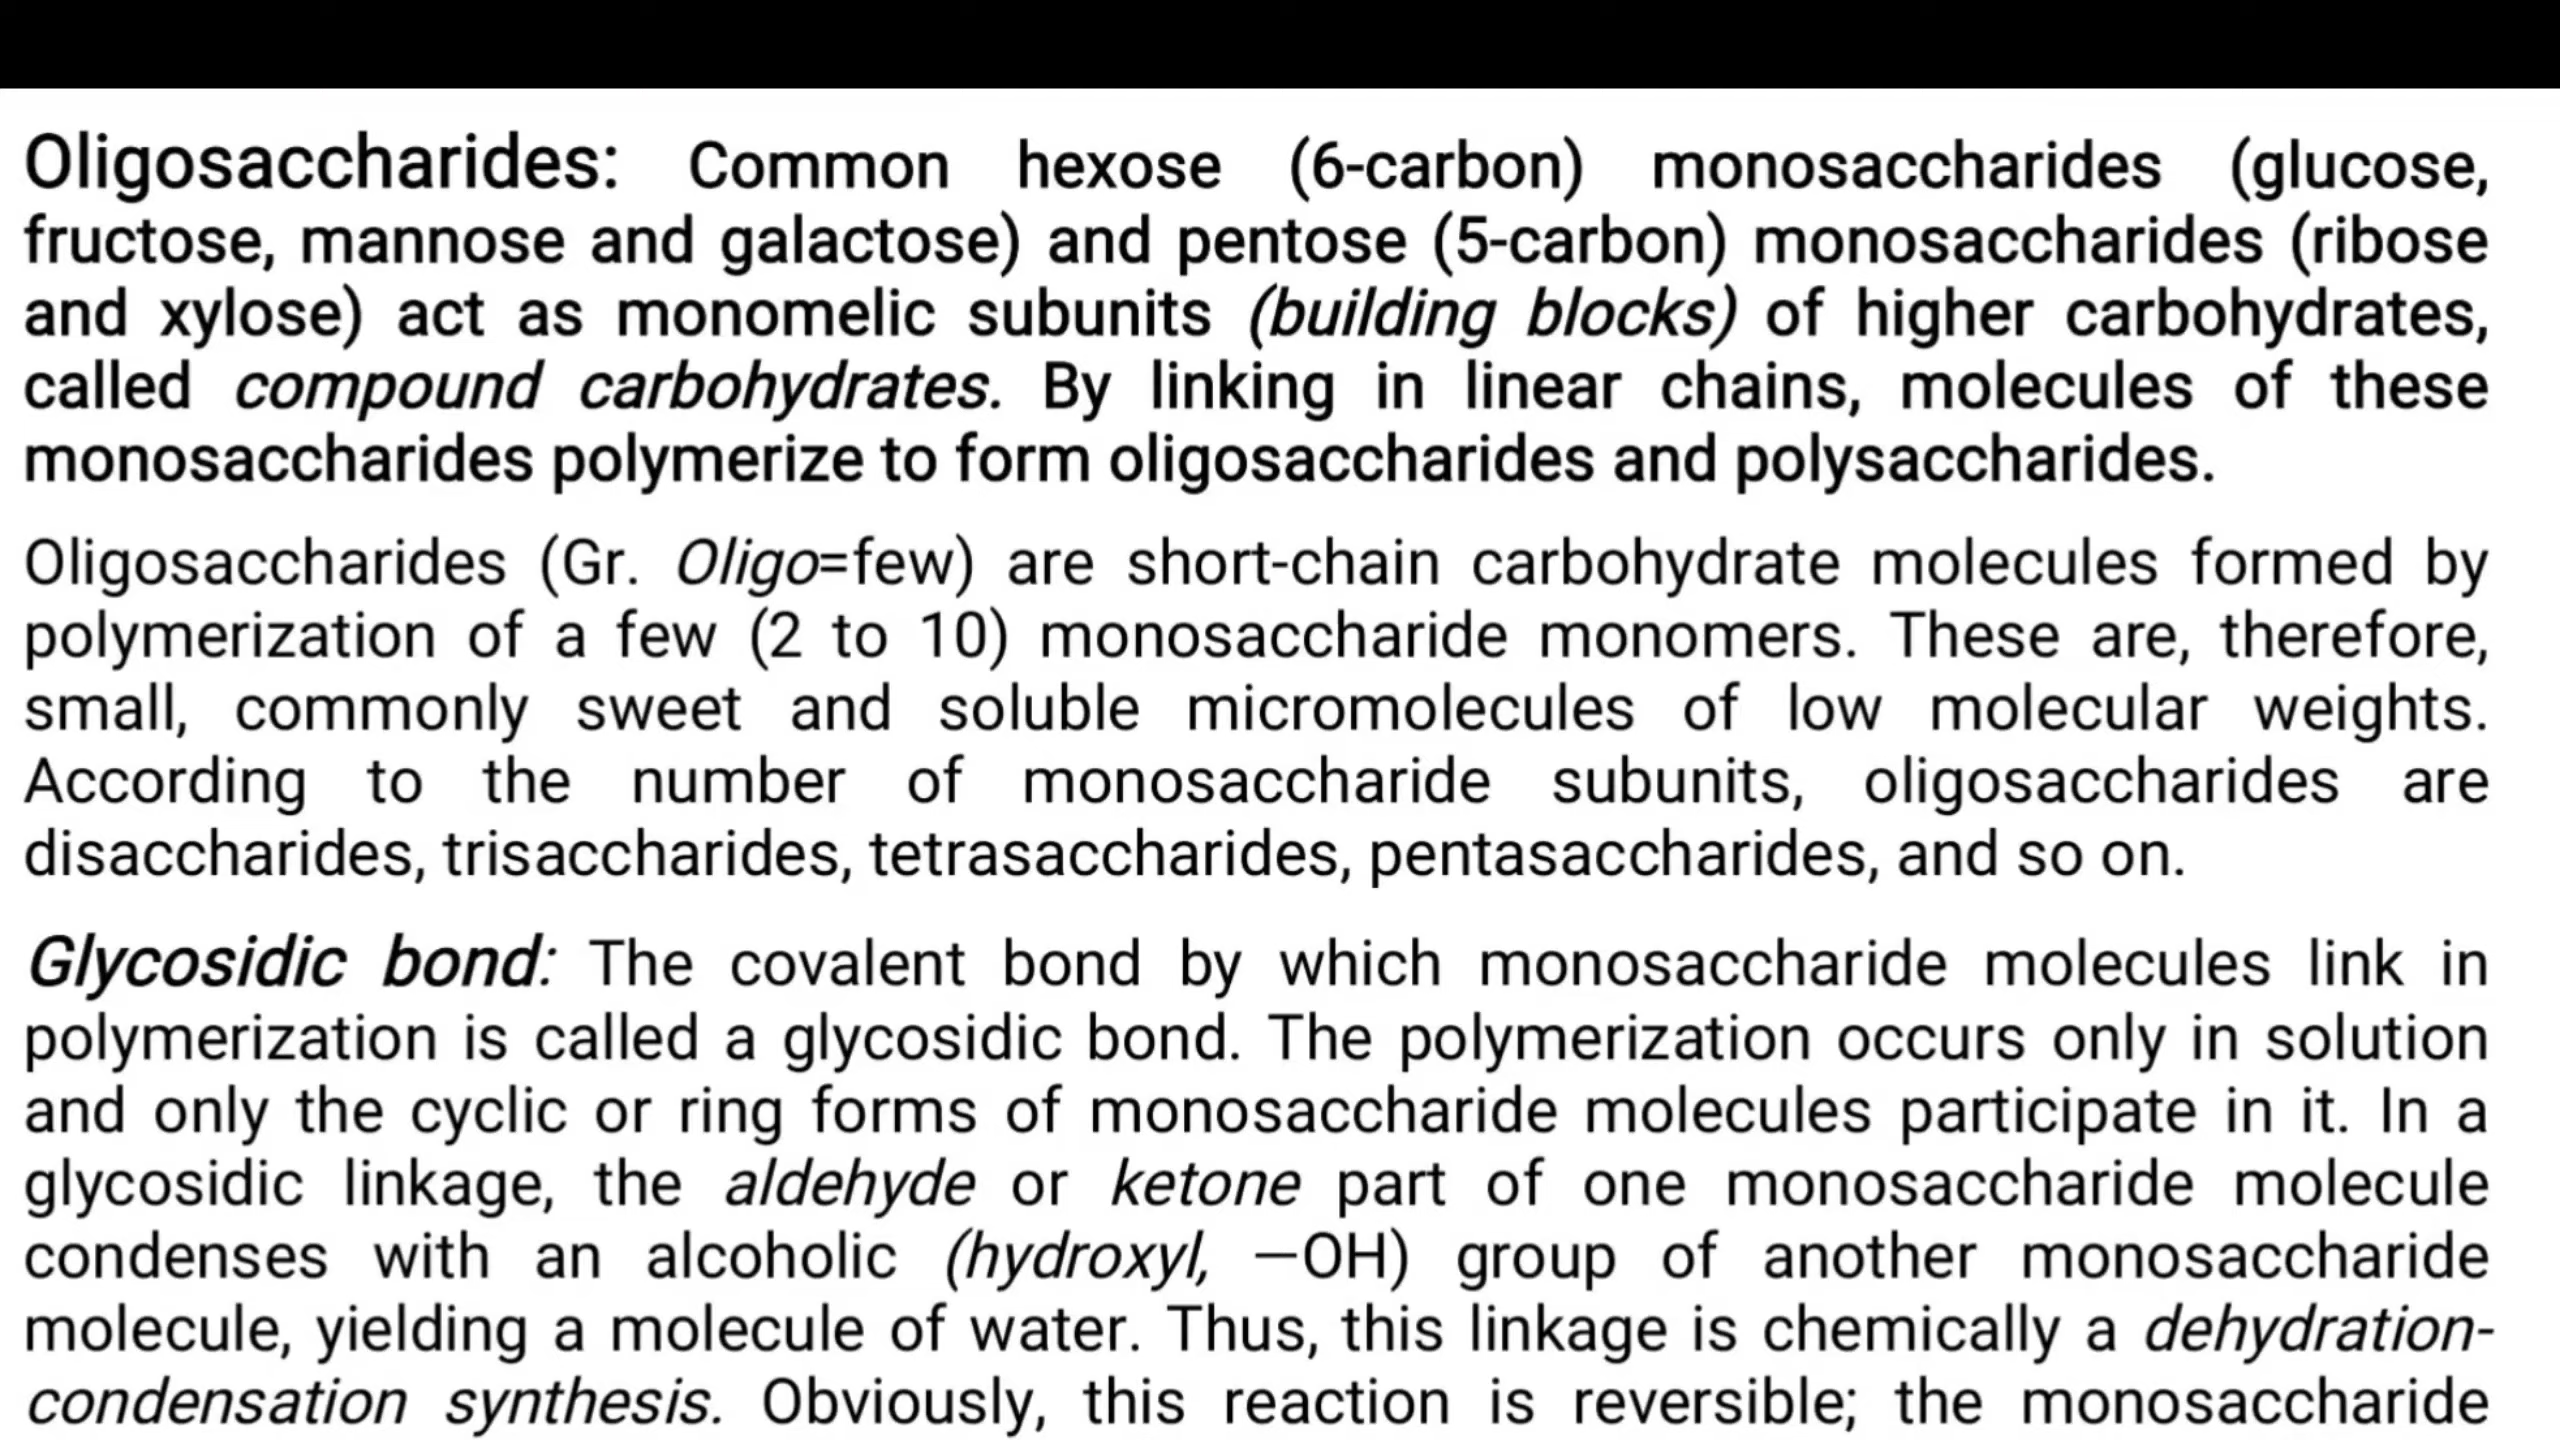 Oligosaccharides: Common hexose (6-carbon) monosaccharides (glucose,
fructose, mannose and galactose) and pentose (5-carbon) monosaccharides (ribose
and xylose) act as monomelic subunits (building blocks) of higher carbohydrates,
called compound carbohydrates. By linking in linear chains, molecules of these
monosaccharides polymerize to form oligosaccharides and polysaccharides.
Oligosaccharides (Gr. Oligo=few) are short-chain carbohydrate molecules formed by
polymerization of a few (2 to 10) monosaccharide monomers. These are, therefore,
small, commonly sweet and soluble micromolecules of low molecular weights.
According to the number of monosaccharide subunits, oligosaccharides are
disaccharides, trisaccharides, tetrasaccharides, pentasaccharides, and so on.
Glycosidic bond: The covalent bond by which monosaccharide molecules link in
polymerization is called a glycosidic bond. The polymerization occurs only in solution
and only the cyclic or ring forms of monosaccharide molecules participate in it. In a
glycosidic linkage, the aldehyde or ketone part of one monosaccharide molecule
condenses with an alcoholic (hydroxyl, —OH) group of another monosaccharide
molecule, yielding a molecule of water. Thus, this linkage is chemically a dehydration-
condensation synthesis. Obviously, this reaction is reversible; the monosaccharide